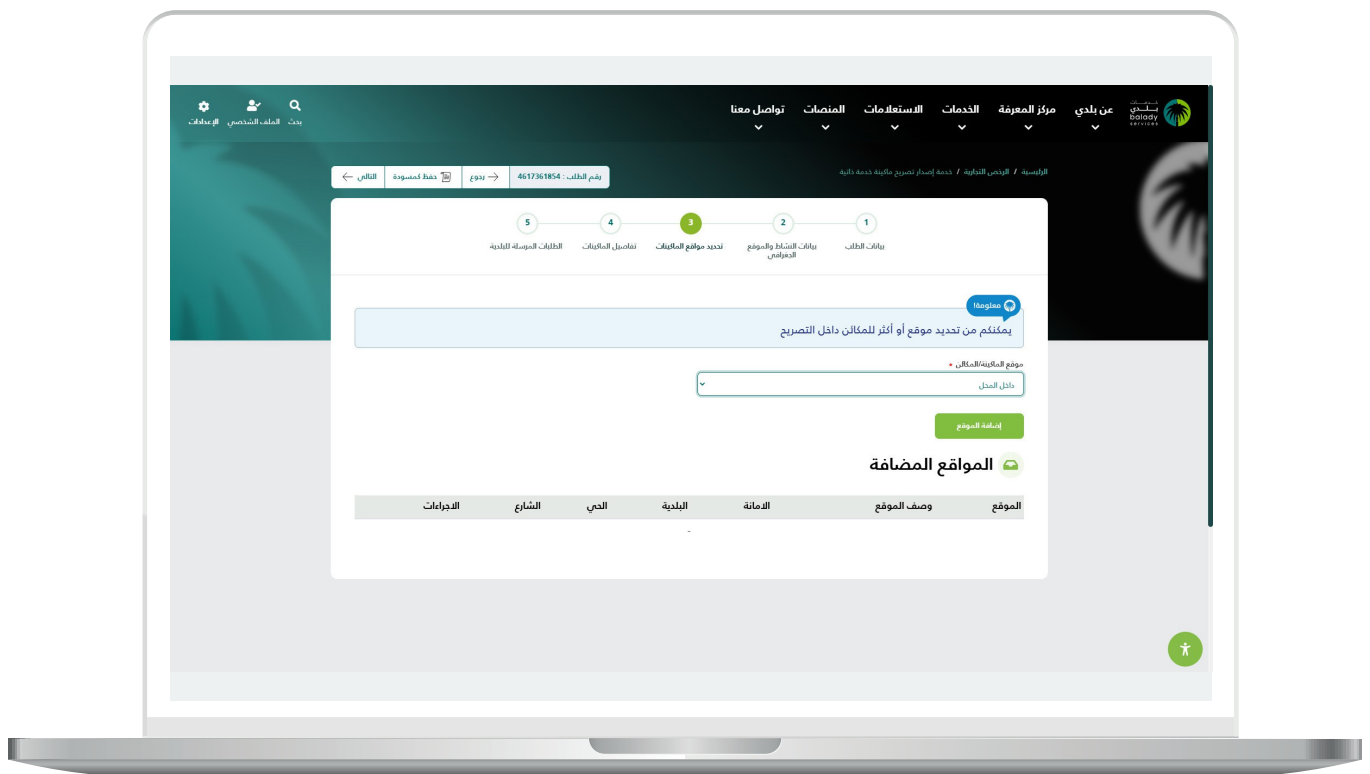 خدمات
بلدي
balady
services
عن بلدي
مركز المعرفة
الخدمات
الاستعلامات
المنصات
تواصل معنا
بحث
الملف الشخصي
الإعدادات
الرئيسية / الرخص التجارية / خدمة إصدار تصريح ماكينة خدمة ذاتية
رقم الطلب : 4617361854
رجوع
حفظ كمسودة
التالي
1
2
3
4
5
بيانات الطلب
بيانات النشاط والموقع
الجغرافي
تحديد مواقع الماكينات
تفاصيل الماكينات
الطلبات المرسلة للبلدية
معلومة!
يمكنكم من تحديد موقع أو أكثر للمكائن داخل التصريح
موقع الماكينة/المكائن
داخل المحل
إضافة الموقع
المواقع المضافة
الموقع وصف الموقع الامانة البلدية الحي الشارع الاجراءات
-